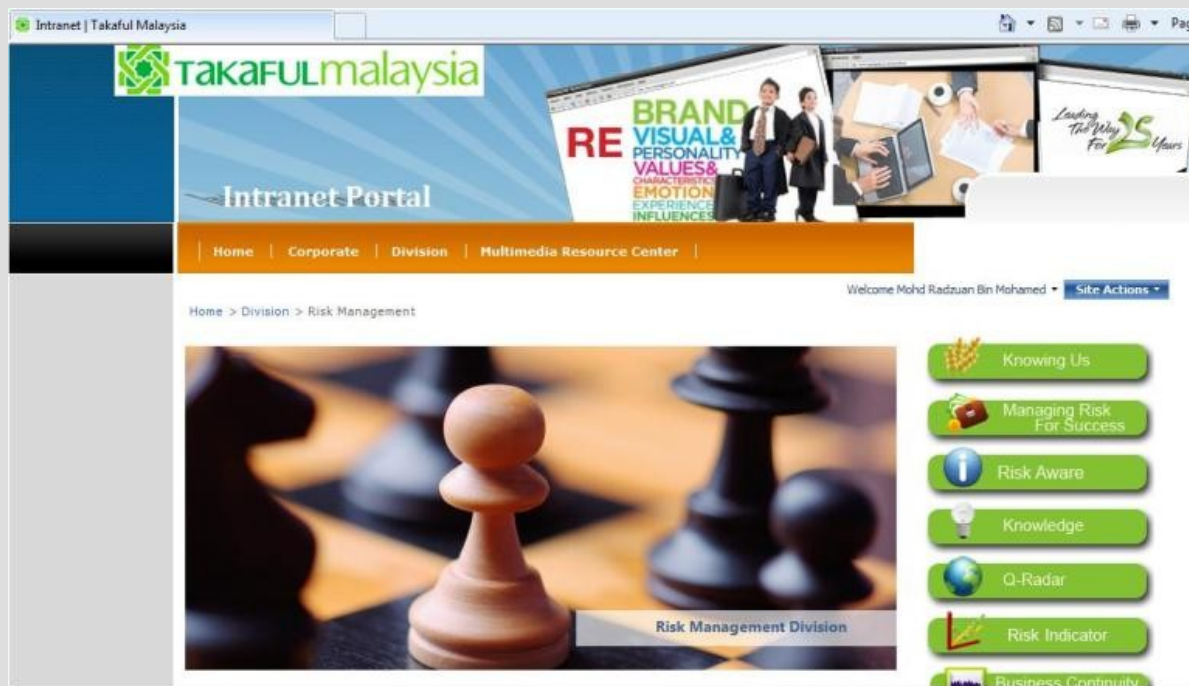 Intranet | Takaful Malaysia
Pag
TAKAFULmalaysia
RE
BRAND
VISUAL&
PERSONALITY
VALUES&
CHARACTERISTICS
EMOTION
EXPERIENCE
INFLUENCES
Leading
The Way
For 25 Years
Intranet Portal
| Home | Corporate | Division | Multimedia Resource Center |
Welcome Mohd Radzuan Bin Mohamed
Site Actions
Home > Division > Risk Management
Knowing Us
Managing Risk
For Success
Risk Aware
Knowledge
Q-Radar
Risk Indicator
Business Continuity
Risk Management Division